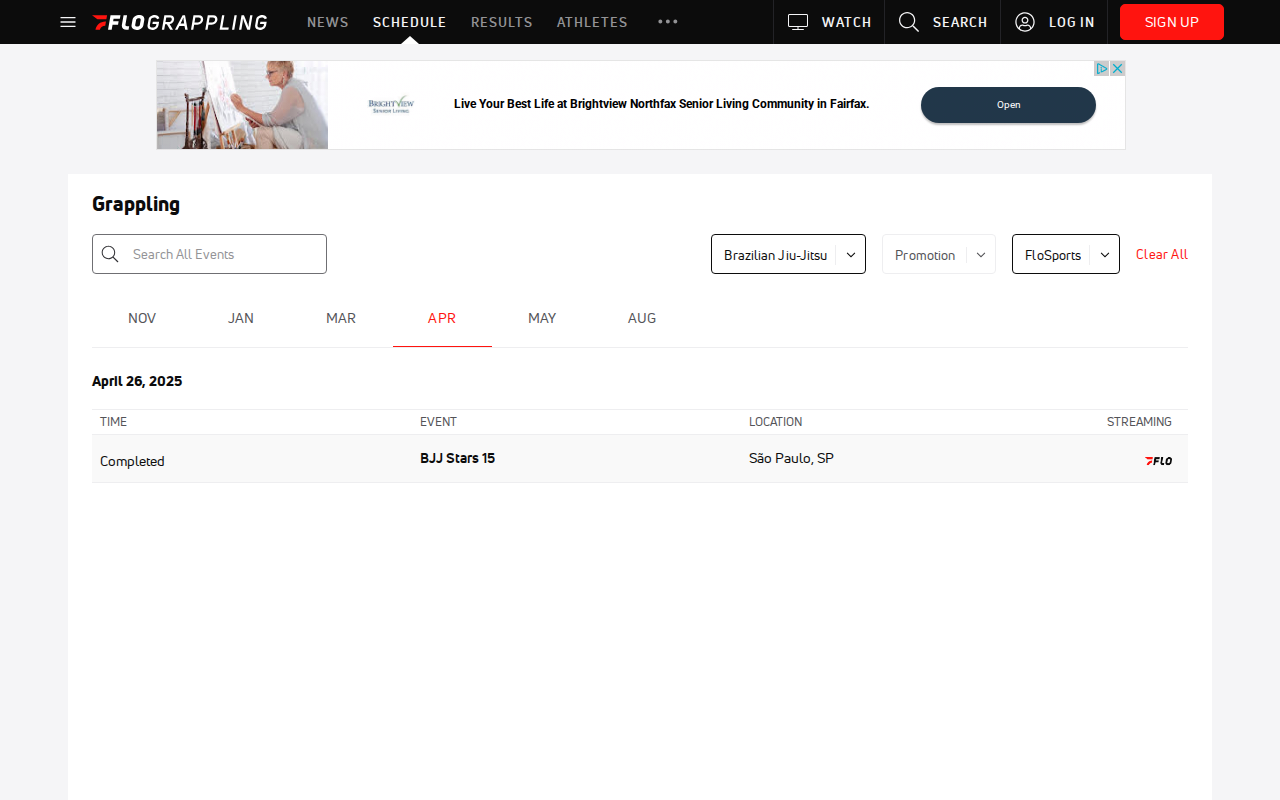 FLOGRAPPLING NEWS SCHEDULE RESULTS ATHLETES WATCH SEARCH LOG IN SIGN UP
BRIGHTVIEW
SENIOR LIVING
Live Your Best Life at Brightview Northfax Senior Living Community in Fairfax.
Open
Grappling
Search All Events Brazilian Jiu-Jitsu Promotion FloSports Clear All
NOV JAN MAR APR MAY AUG
April 26, 2025
TIME EVENT LOCATION STREAMING
Completed BJJ Stars 15 São Paulo, SP FLO